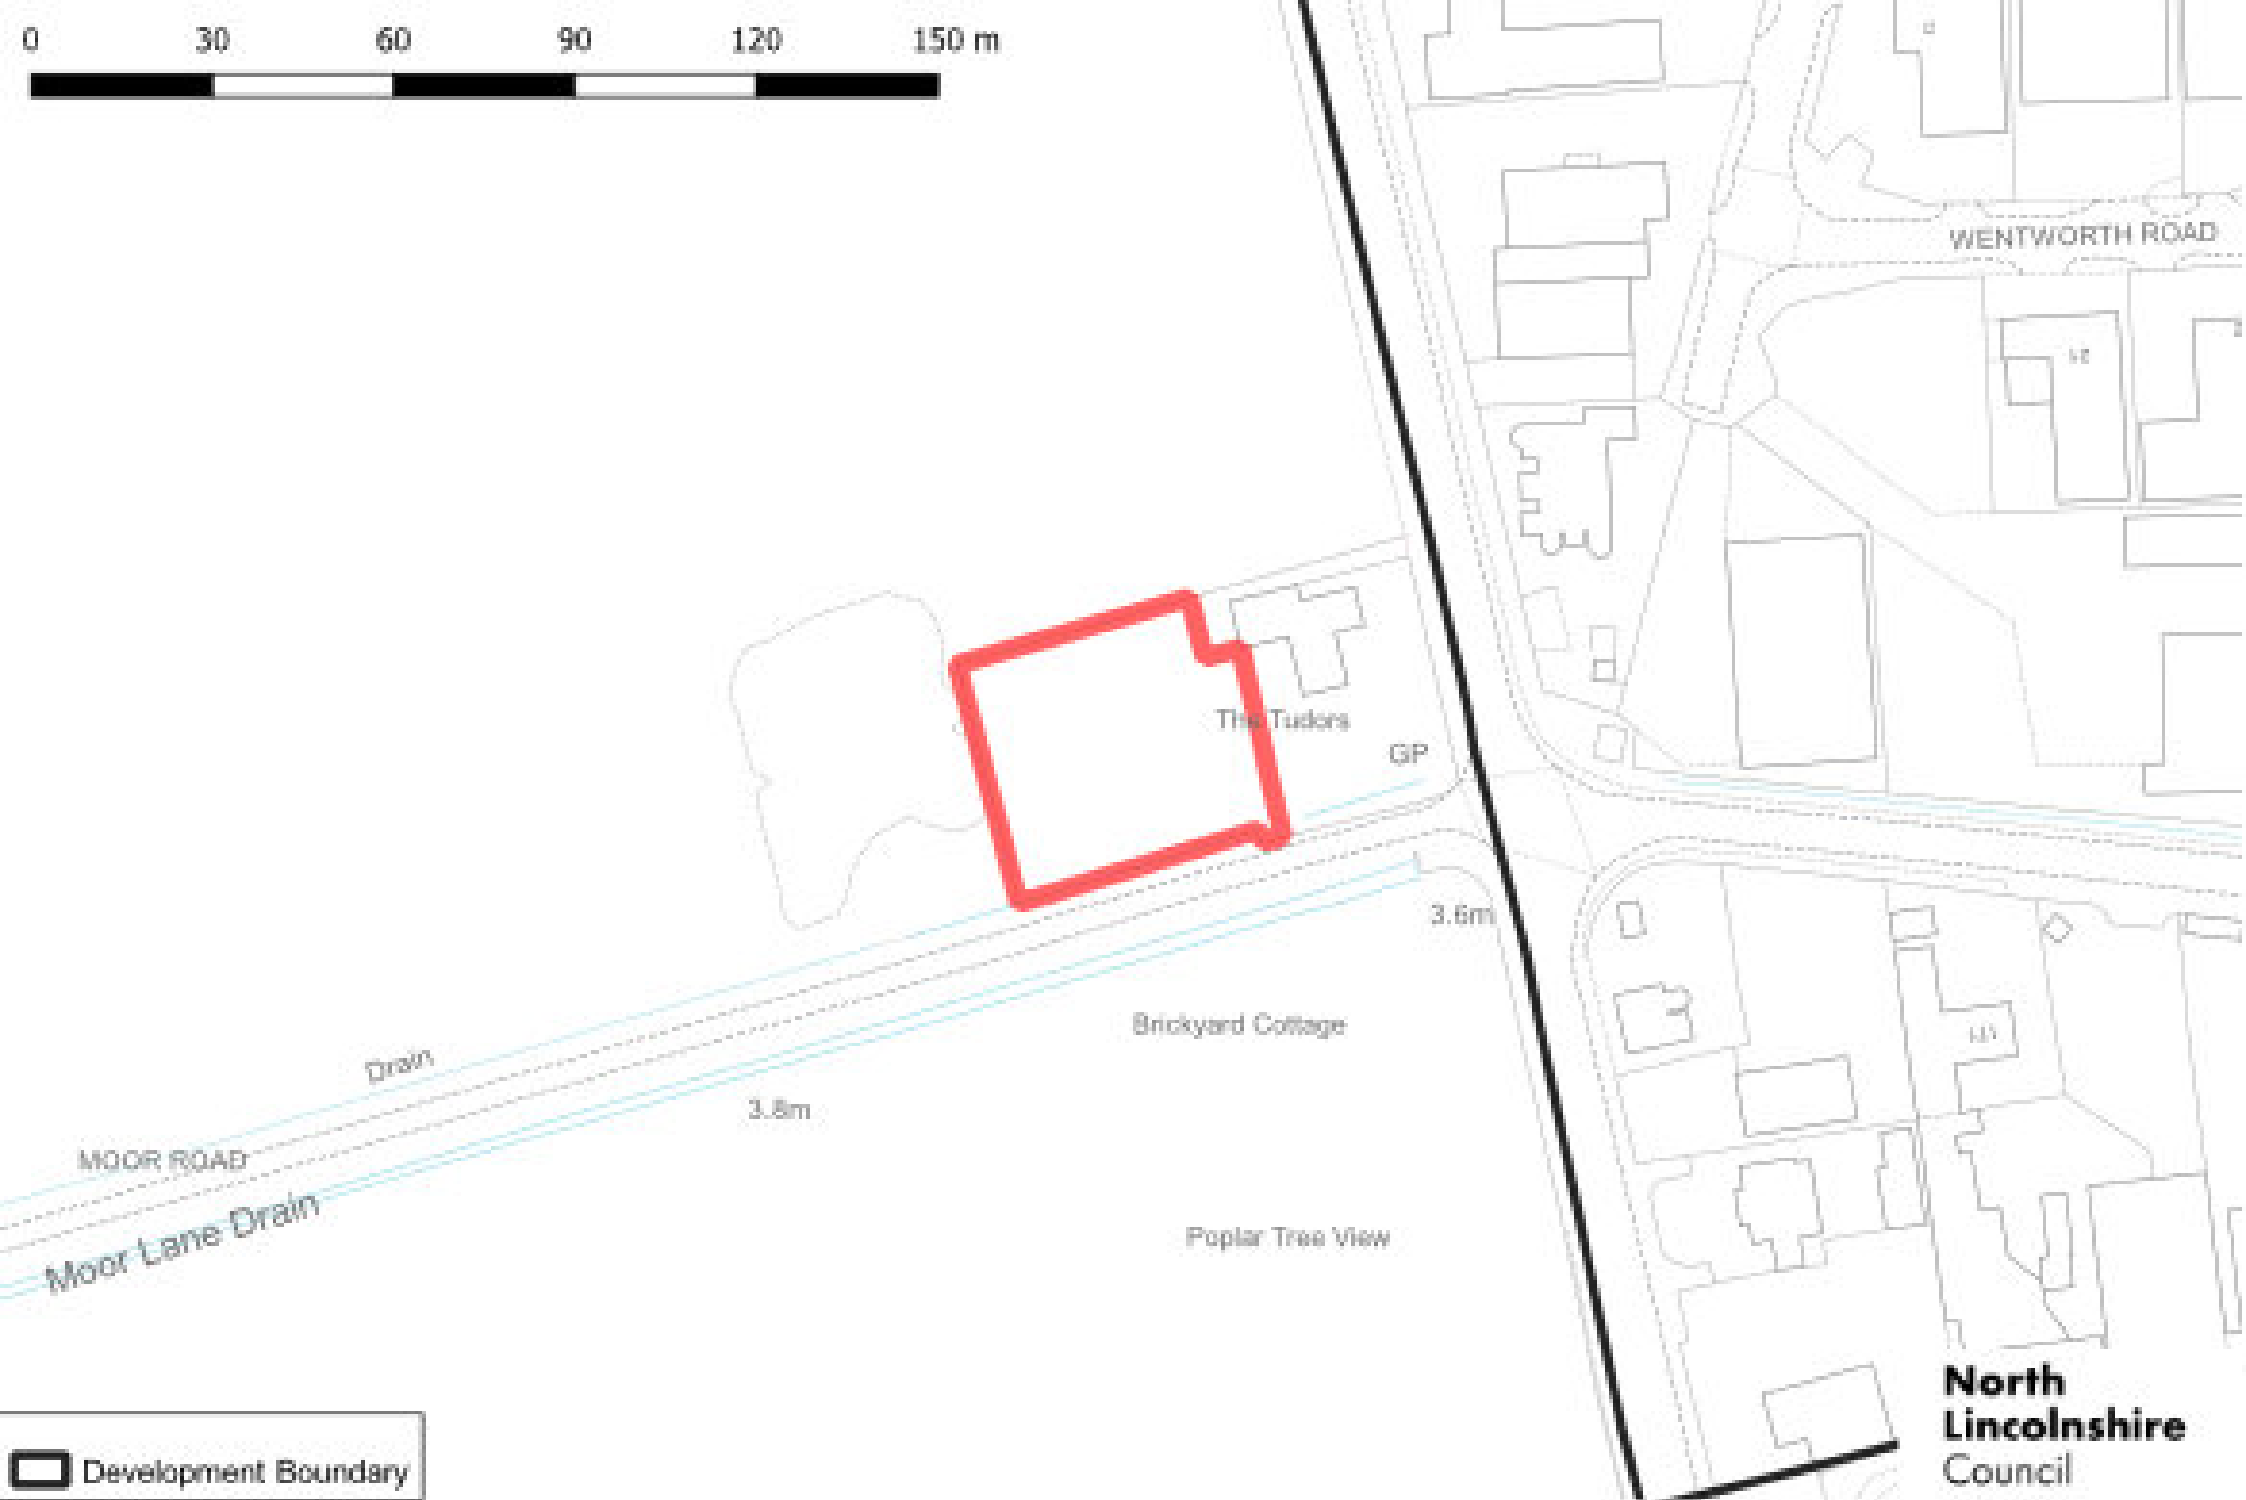 0 30 60 90 120 150 m
WENTWORTH ROAD
21
The Tudors
GP
3.6m
Brickyard Cottage
Drain
3.8m
MOOR ROAD
Moor Lane Drain
Poplar Tree View
North
Lincolnshire
Council
Development Boundary